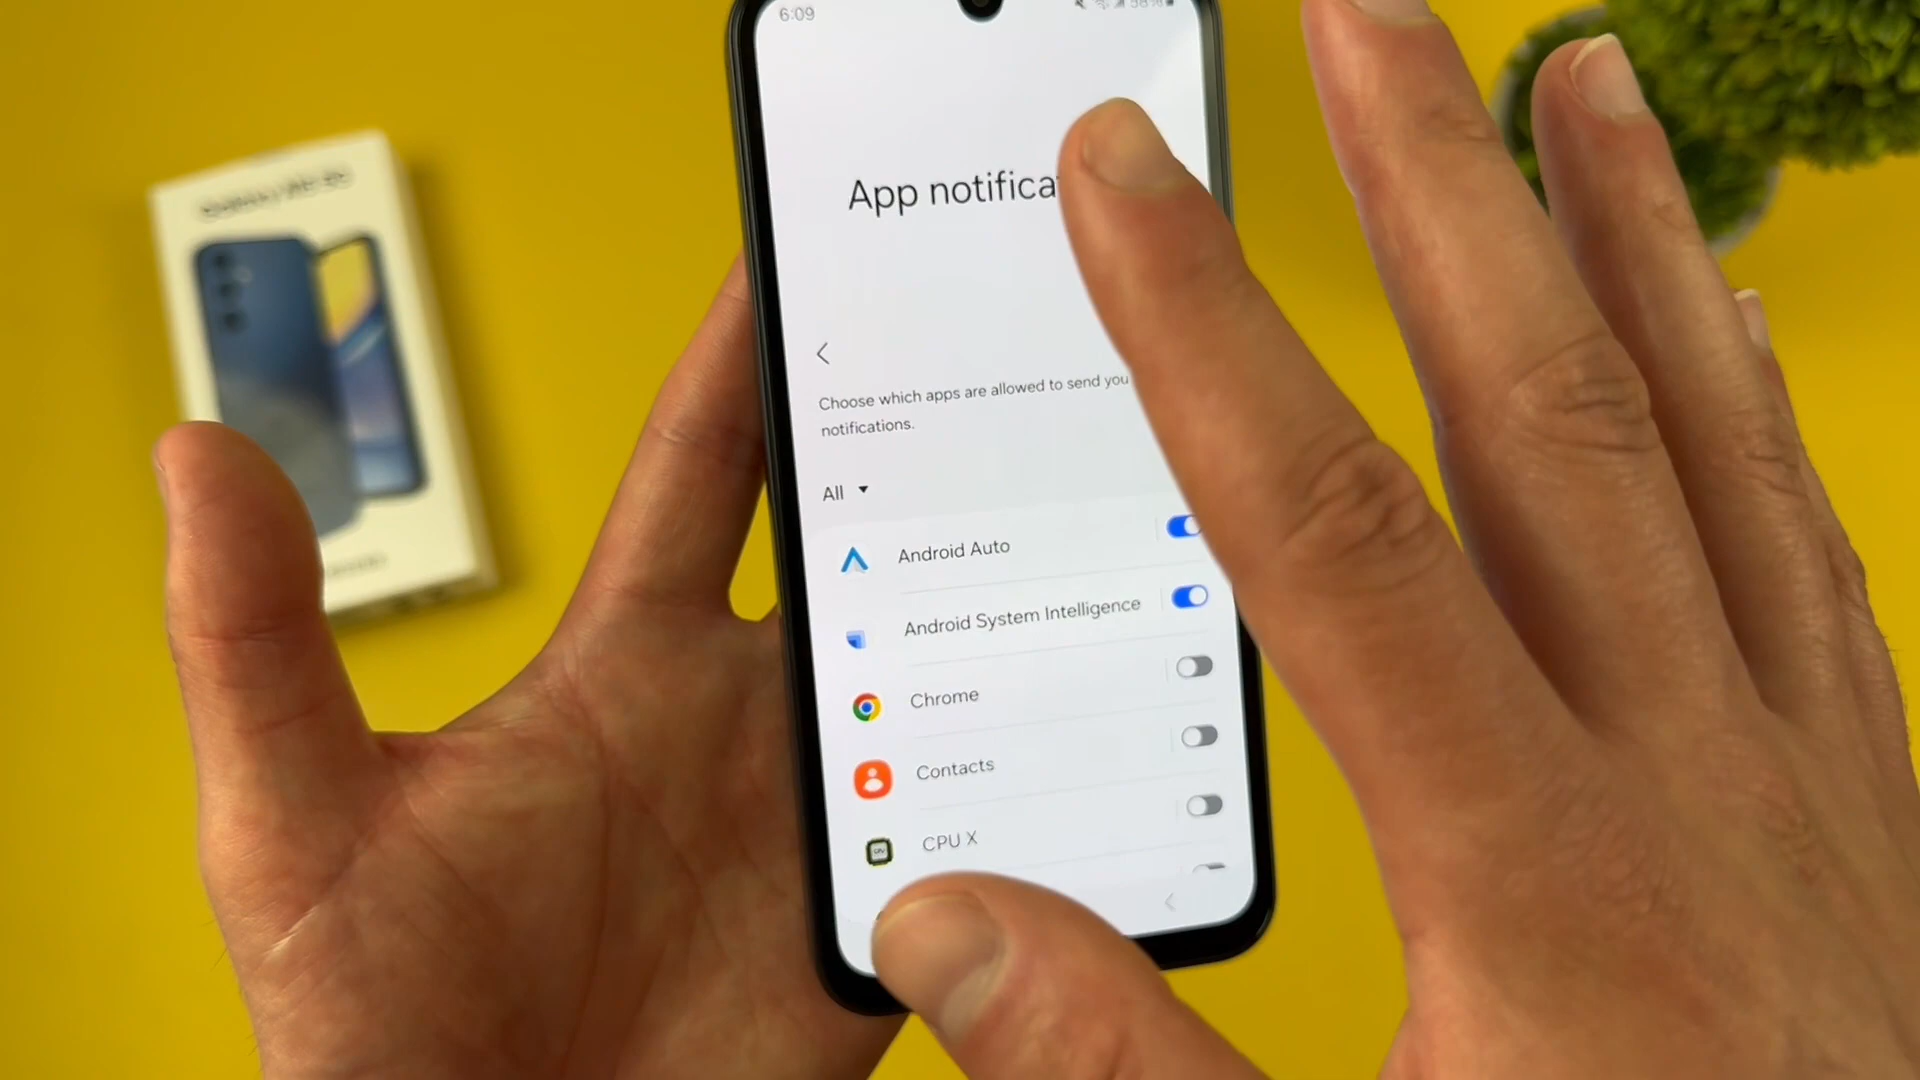 6:09
App notifica
Choose which apps are allowed to send you
notifications.
All
Android Auto
Android System Intelligence
Chrome
Contacts
CPU X